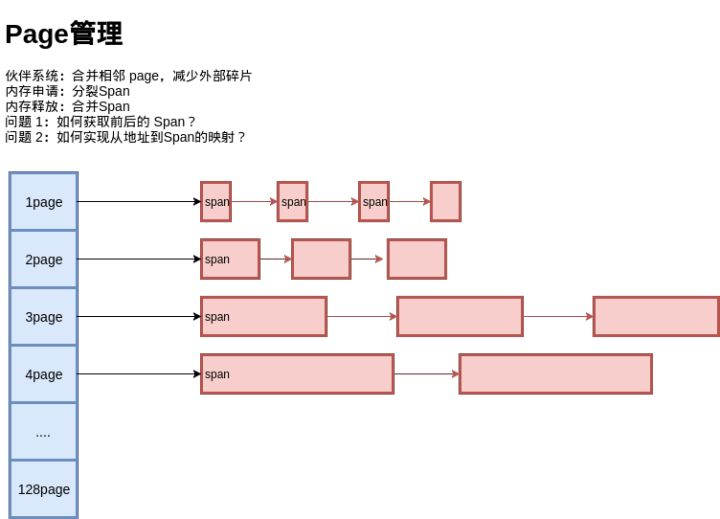 Page管理
伙伴系统：合并相邻 page，减少外部碎片
内存申请：分裂Span
内存释放：合并Span
问题 1：如何获取前后的 Span？
问题 2：如何实现从地址到Span的映射？
1page
span
span
span
2page
span
3page
span
4page
span
....
128page